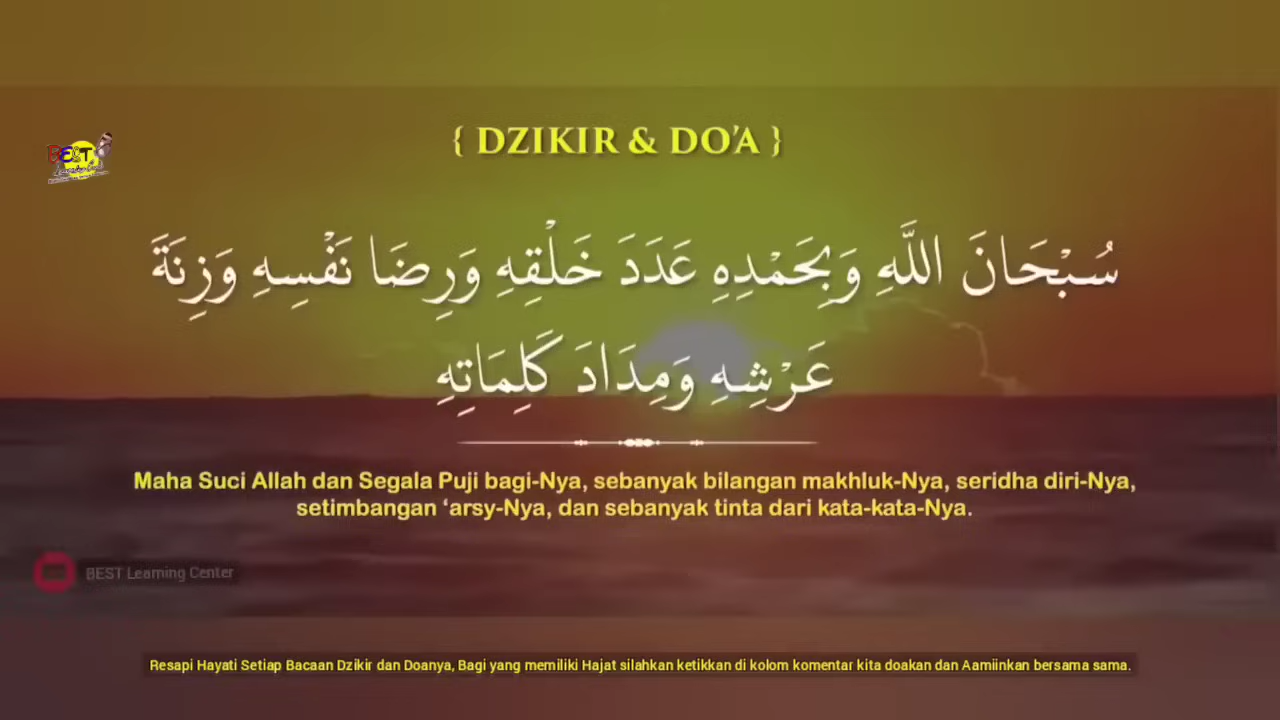 { DZIKIR & DO'A }
BEST
سُبْحَانَ اللَّهِ وَبِحَمْدِهِ عَدَدَ خَلْقِهِ وَرِضَا نَفْسِهِ وَزِنَةَ
عَرْشِهِ وَمِدَادَ كَلِمَاتِهِ
Maha Suci Allah dan Segala Puji bagi-Nya, sebanyak bilangan makhluk-Nya, seridha diri-Nya,
setimbangan ‘arsy-Nya, dan sebanyak tinta dari kata-kata-Nya.
BEST Learning Center
Resapi Hayati Setiap Bacaan Dzikir dan Doanya, Bagi yang memiliki Hajat silahkan ketikkan di kolom komentar kita doakan dan Aamiinkan bersama sama.